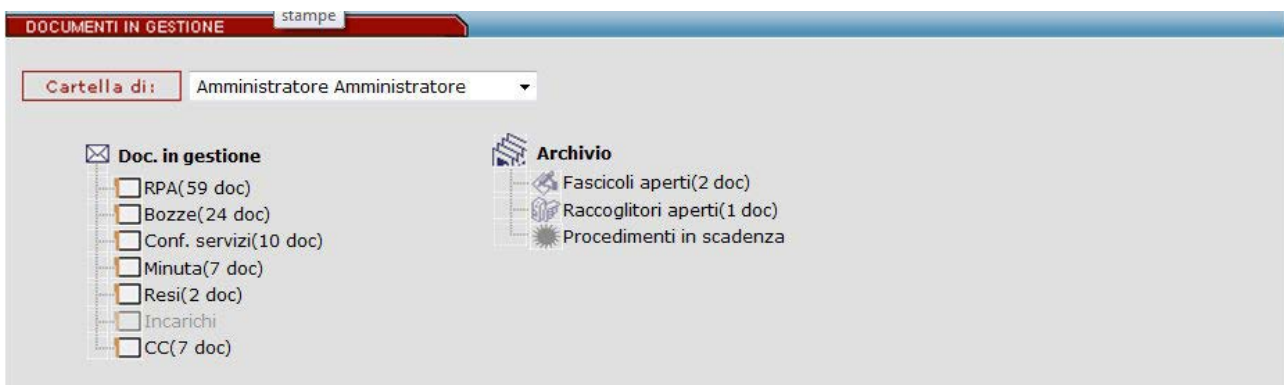 stampe
DOCUMENTI IN GESTIONE
Cartella di: Amministratore Amministratore
Doc. in gestione
RPA(59 doc)
Bozze(24 doc)
Conf. servizi(10 doc)
Minuta(7 doc)
Resi(2 doc)
Incarichi
CC(7 doc)
Archivio
Fascicoli aperti(2 doc)
Raccoglitori aperti(1 doc)
Procedimenti in scadenza